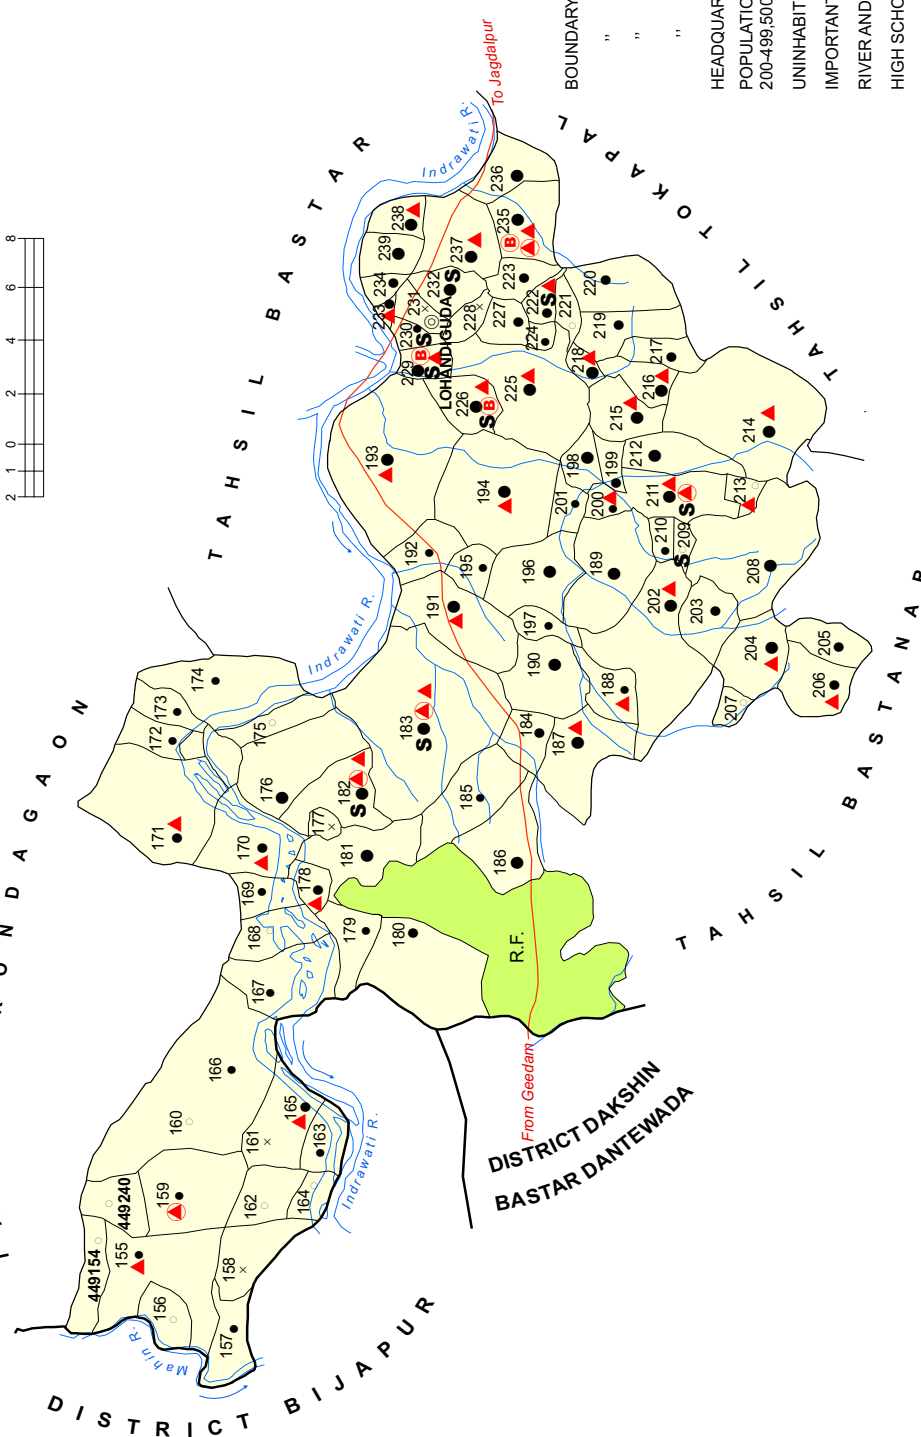 8
6
4
2
0
1
2
To Jagdalpur
BOUNDARY
,,
,,
,,
HEADQUAR
POPULATIO
200-499,500
UNINHABIT
IMPORTANT
RIVER AND
HIGH SCHO
TAHSIL BASTAR
TAHSIL TOKAPAL
TAHSIL BASTANAR
ONDAGAON
DISTRICT BIJAPUR
DISTRICT DAKSHIN
BASTAR DANTEWADA
From Geedam
R.F.
Indrawati R.
Indrawati R.
Indrawati R.
Mahin R.
LOHANDIGUDA
449154
155
156
157
158
159
449240
160
161
162
163
164
165
166
167
168
169
170
171
172
173
174
175
176
177
178
179
180
181
182
183
184
185
186
187
188
189
190
191
192
193
194
195
196
197
198
199
200
201
202
203
204
205
206
207
208
209
210
211
212
213
214
215
216
217
218
219
220
221
222
223
224
225
226
227
228
229
230
231
232
233
234
235
236
237
238
239
S
S
S
S
S
S
S
S
S
B
B
B